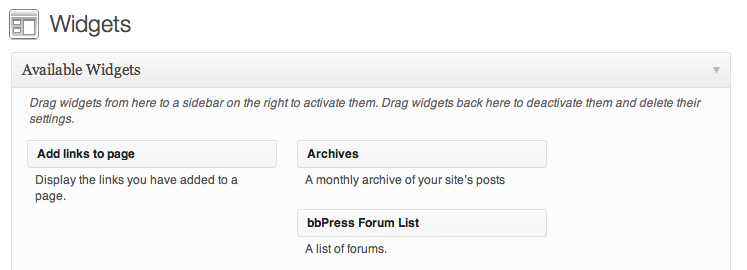 Widgets
Available Widgets
Drag widgets from here to a sidebar on the right to activate them. Drag widgets back here to deactivate them and delete their
settings.
Add links to page
Display the links you have added to a
page.
Archives
A monthly archive of your site's posts
bbPress Forum List
A list of forums.